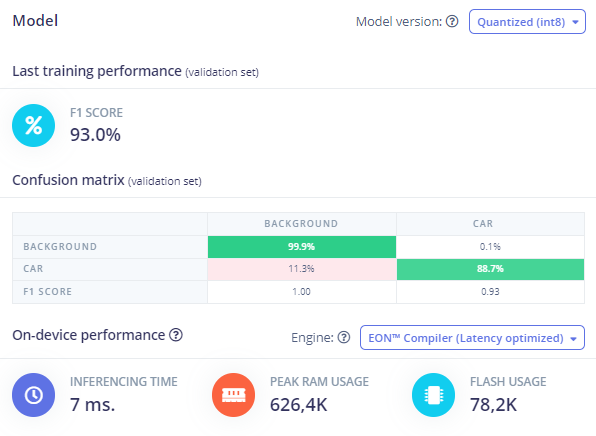 Model
Model version: ? Quantized (int8)
Last training performance (validation set)
% F1 SCORE
93.0%
Confusion matrix (validation set)
BACKGROUND CAR
BACKGROUND 99.9% 0.1%
CAR 11.3% 88.7%
F1 SCORE 1.00 0.93
On-device performance ? Engine: ? EON™ Compiler (Latency optimized)
INFERENCING TIME PEAK RAM USAGE FLASH USAGE
7 ms. 626,4K 78,2K